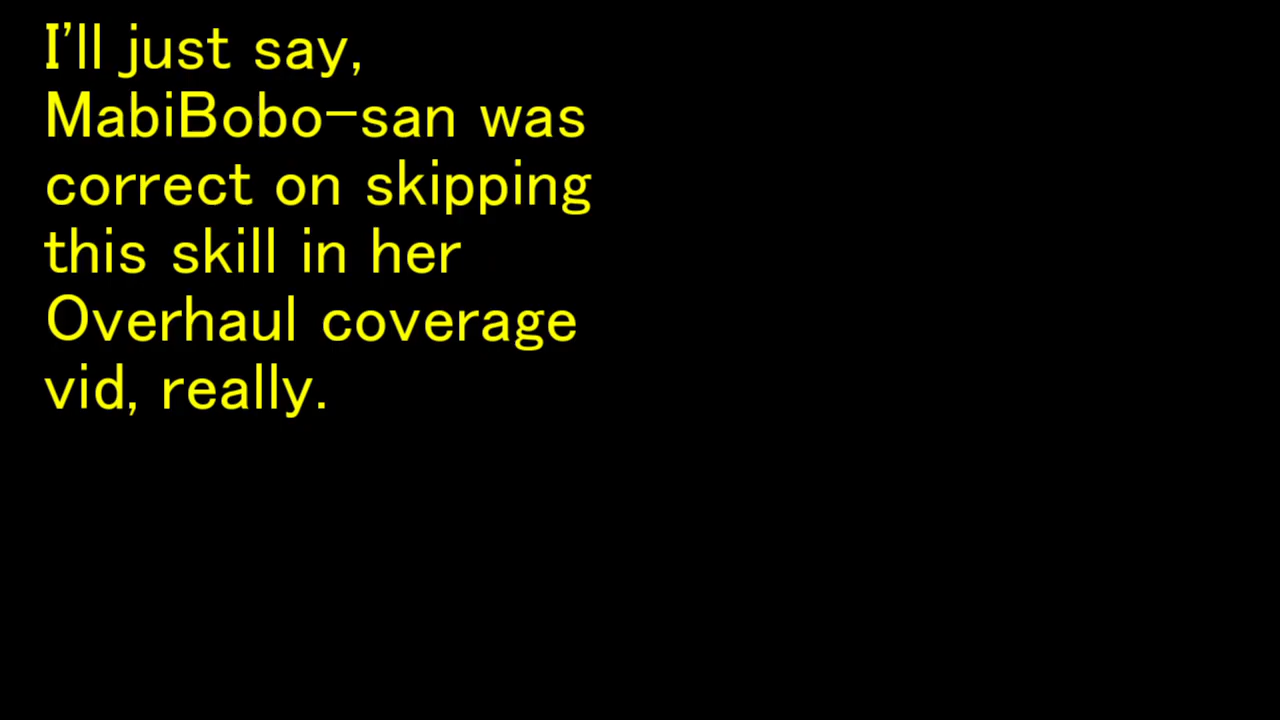 I'll just say,
MabiBobo-san was
correct on skipping
this skill in her
Overhaul coverage
vid, really.